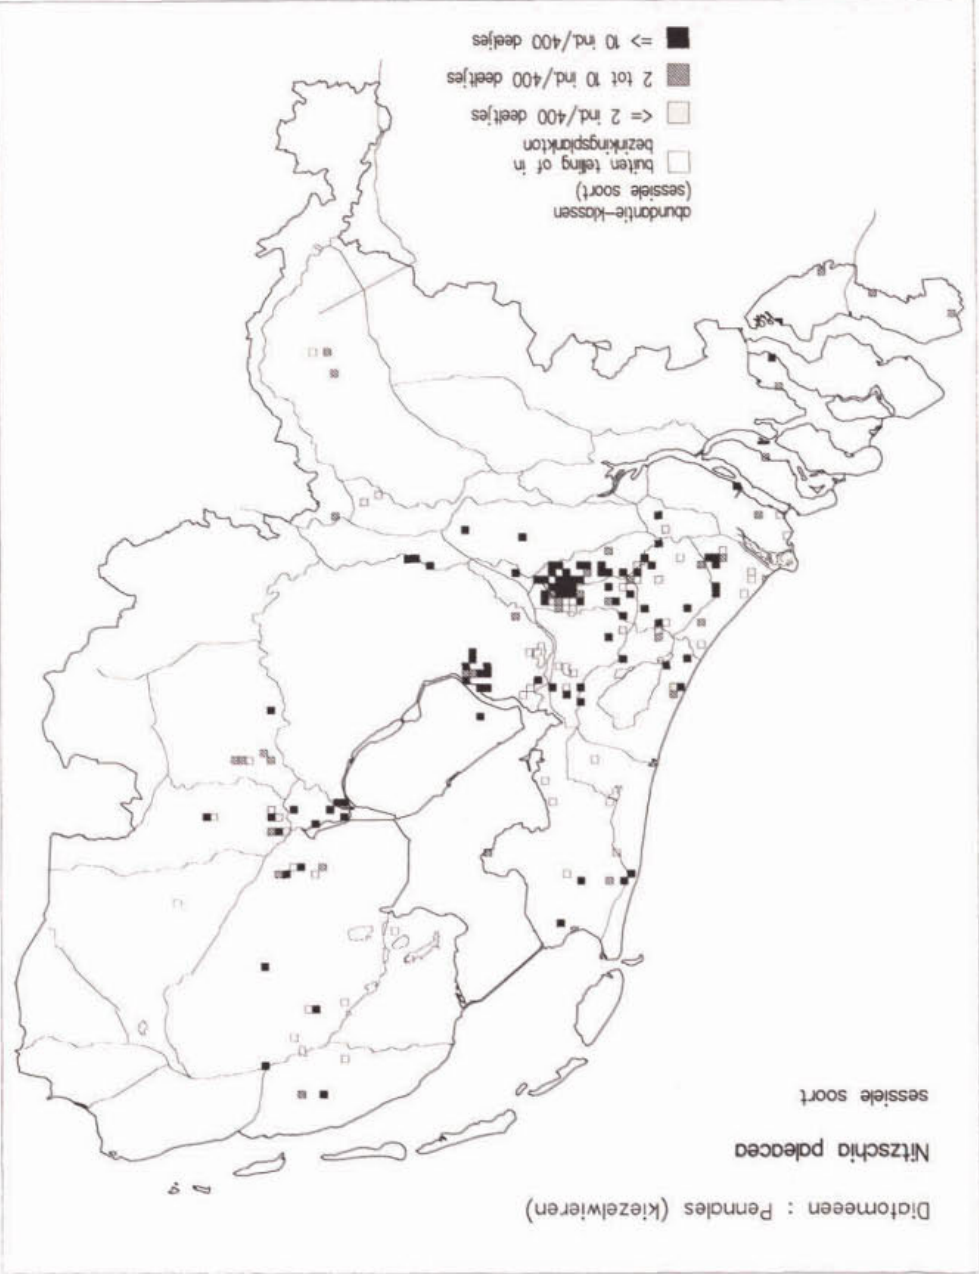 Diatomeeen : Pennales (kiezelwieren)
Nitzschia paleacea
sessiele soort
abundantie-klassen
(sessiele soort)
buiten telling of in
bezinkingsplankton
<= 2 ind./400 deeltjes
2 tot 10 ind./400 deeltjes
=> 10 ind./400 deeltjes